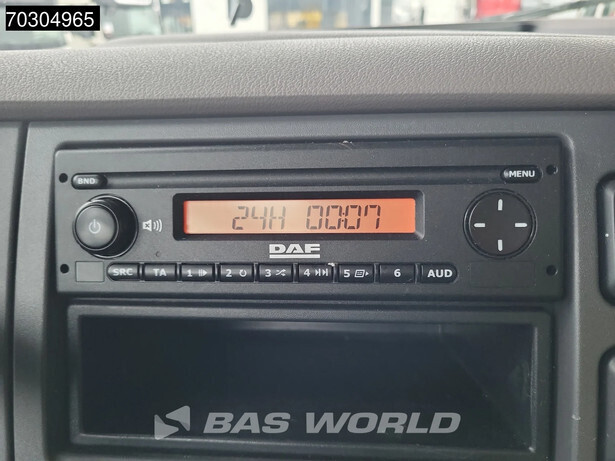 70304965
BND
MENU
24H 00:07
DAF
SRC TA 1 2 3 4 5 6 AUD
BAS WORLD